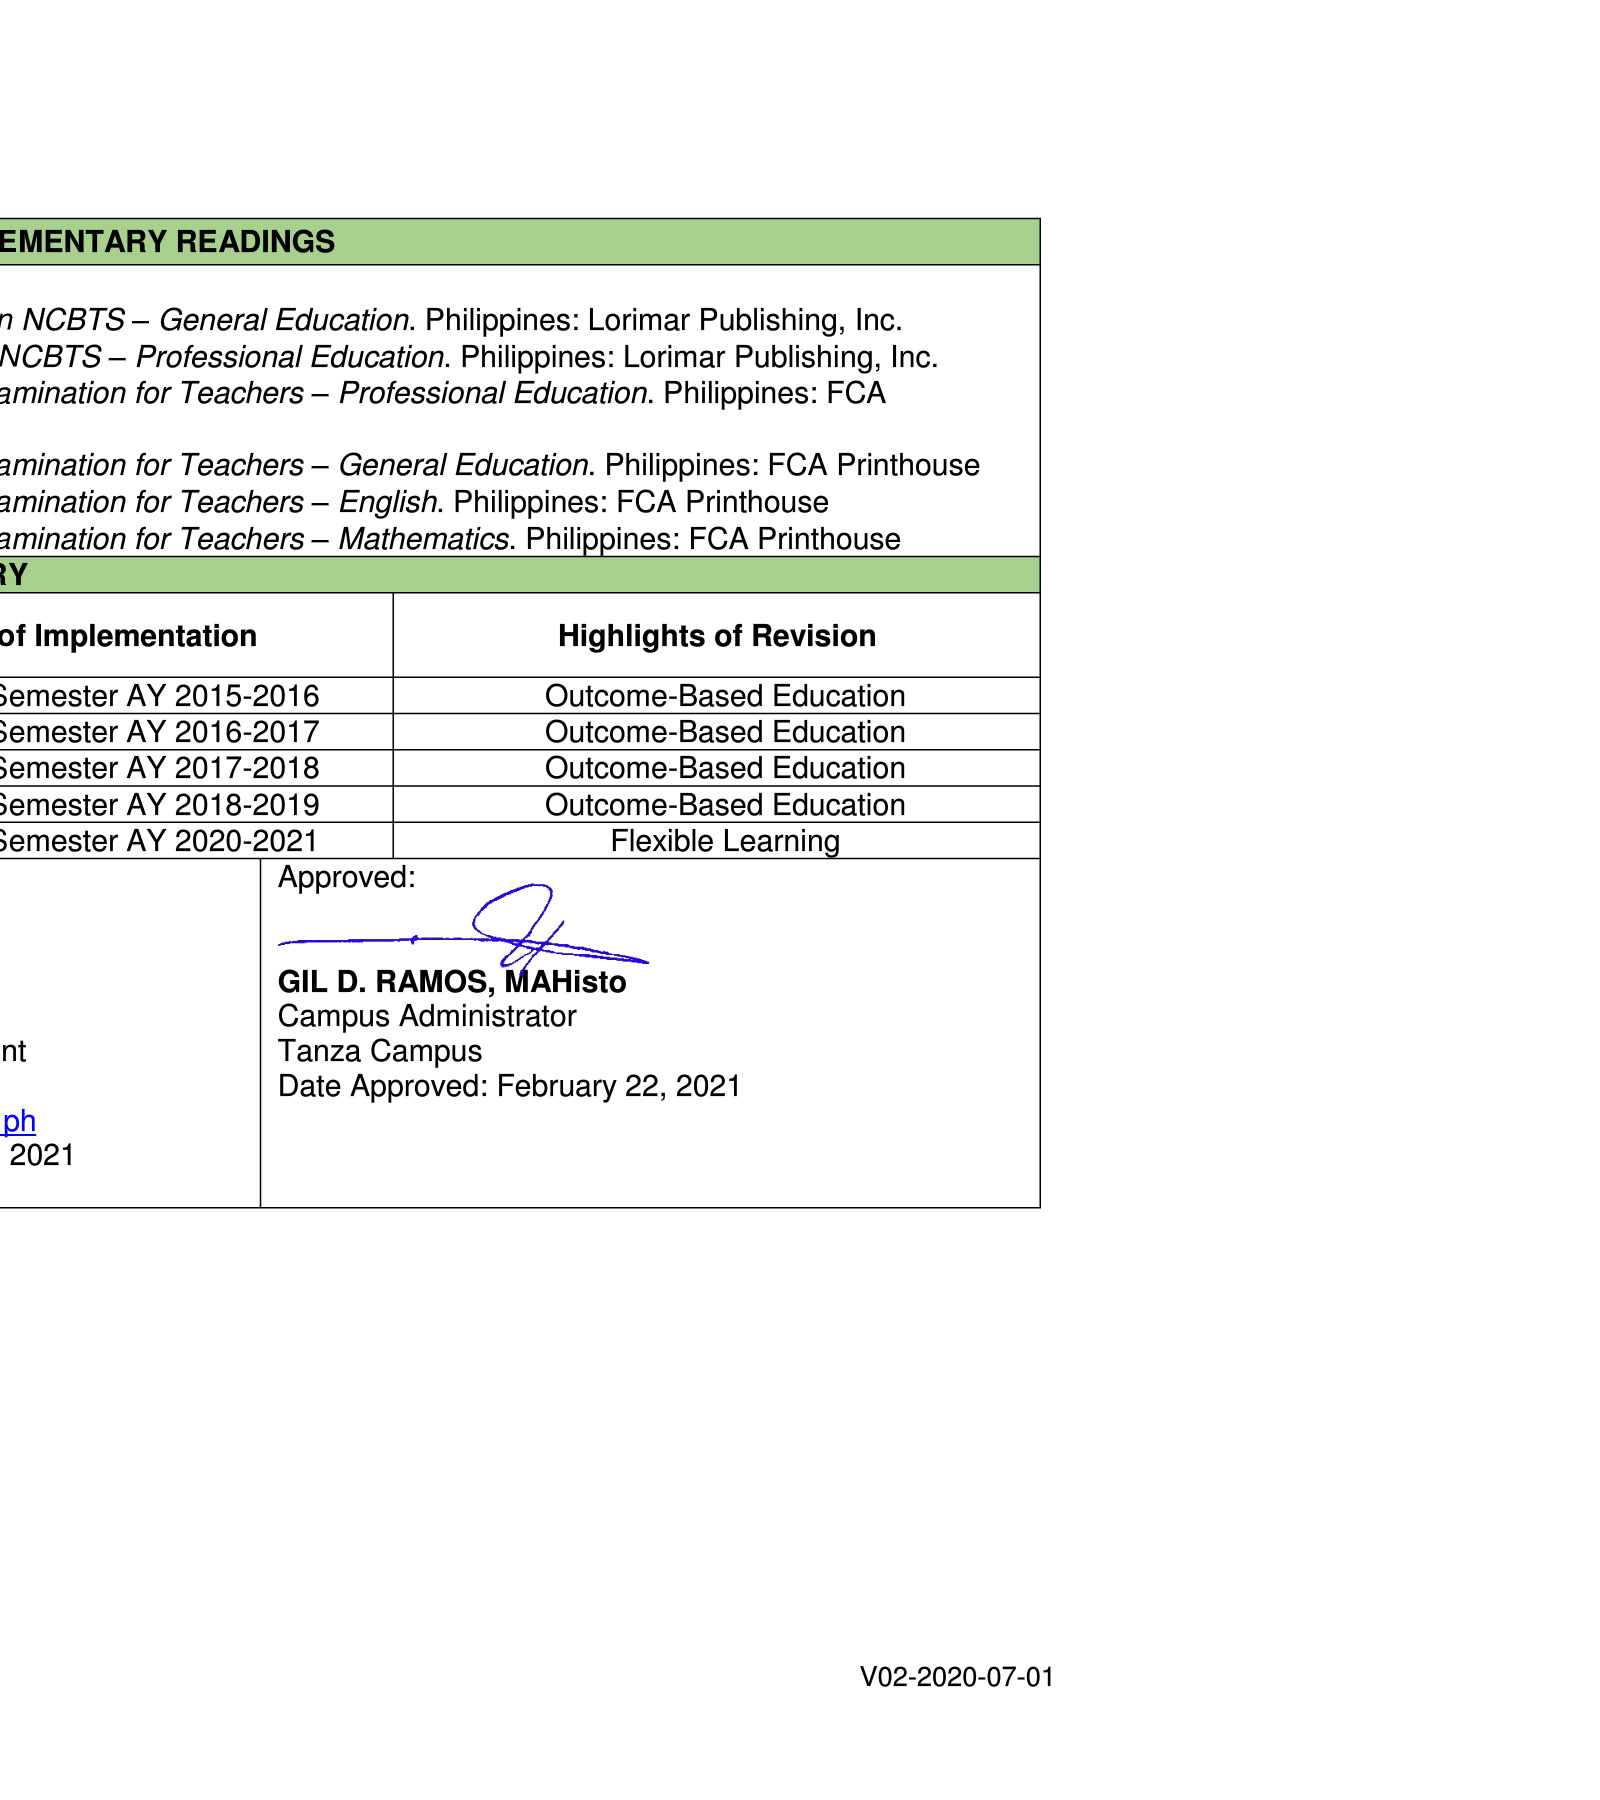 EMENTARY READINGS
n NCBTS – General Education. Philippines: Lorimar Publishing, Inc.
NCBTS – Professional Education. Philippines: Lorimar Publishing, Inc.
amination for Teachers – Professional Education. Philippines: FCA
amination for Teachers – General Education. Philippines: FCA Printhouse
amination for Teachers – English. Philippines: FCA Printhouse
amination for Teachers – Mathematics. Philippines: FCA Printhouse
RY
of Implementation Highlights of Revision
Semester AY 2015-2016 Outcome-Based Education
Semester AY 2016-2017 Outcome-Based Education
Semester AY 2017-2018 Outcome-Based Education
Semester AY 2018-2019 Outcome-Based Education
Semester AY 2020-2021 Flexible Learning
Approved:
GIL D. RAMOS, MAHisto
Campus Administrator
nt Tanza Campus
Date Approved: February 22, 2021
ph
2021
V02-2020-07-01